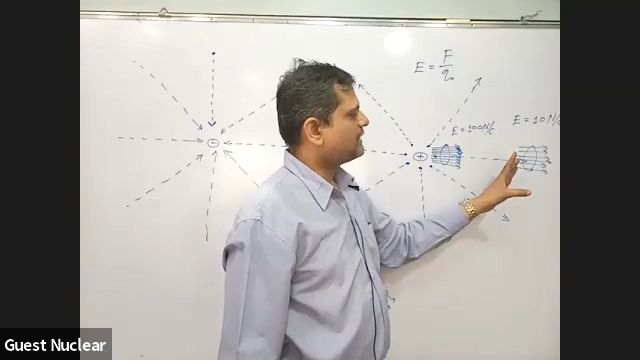 E = F/q₀
E = 100 N/C
E = 10 N/C
−
+
Guest Nuclear